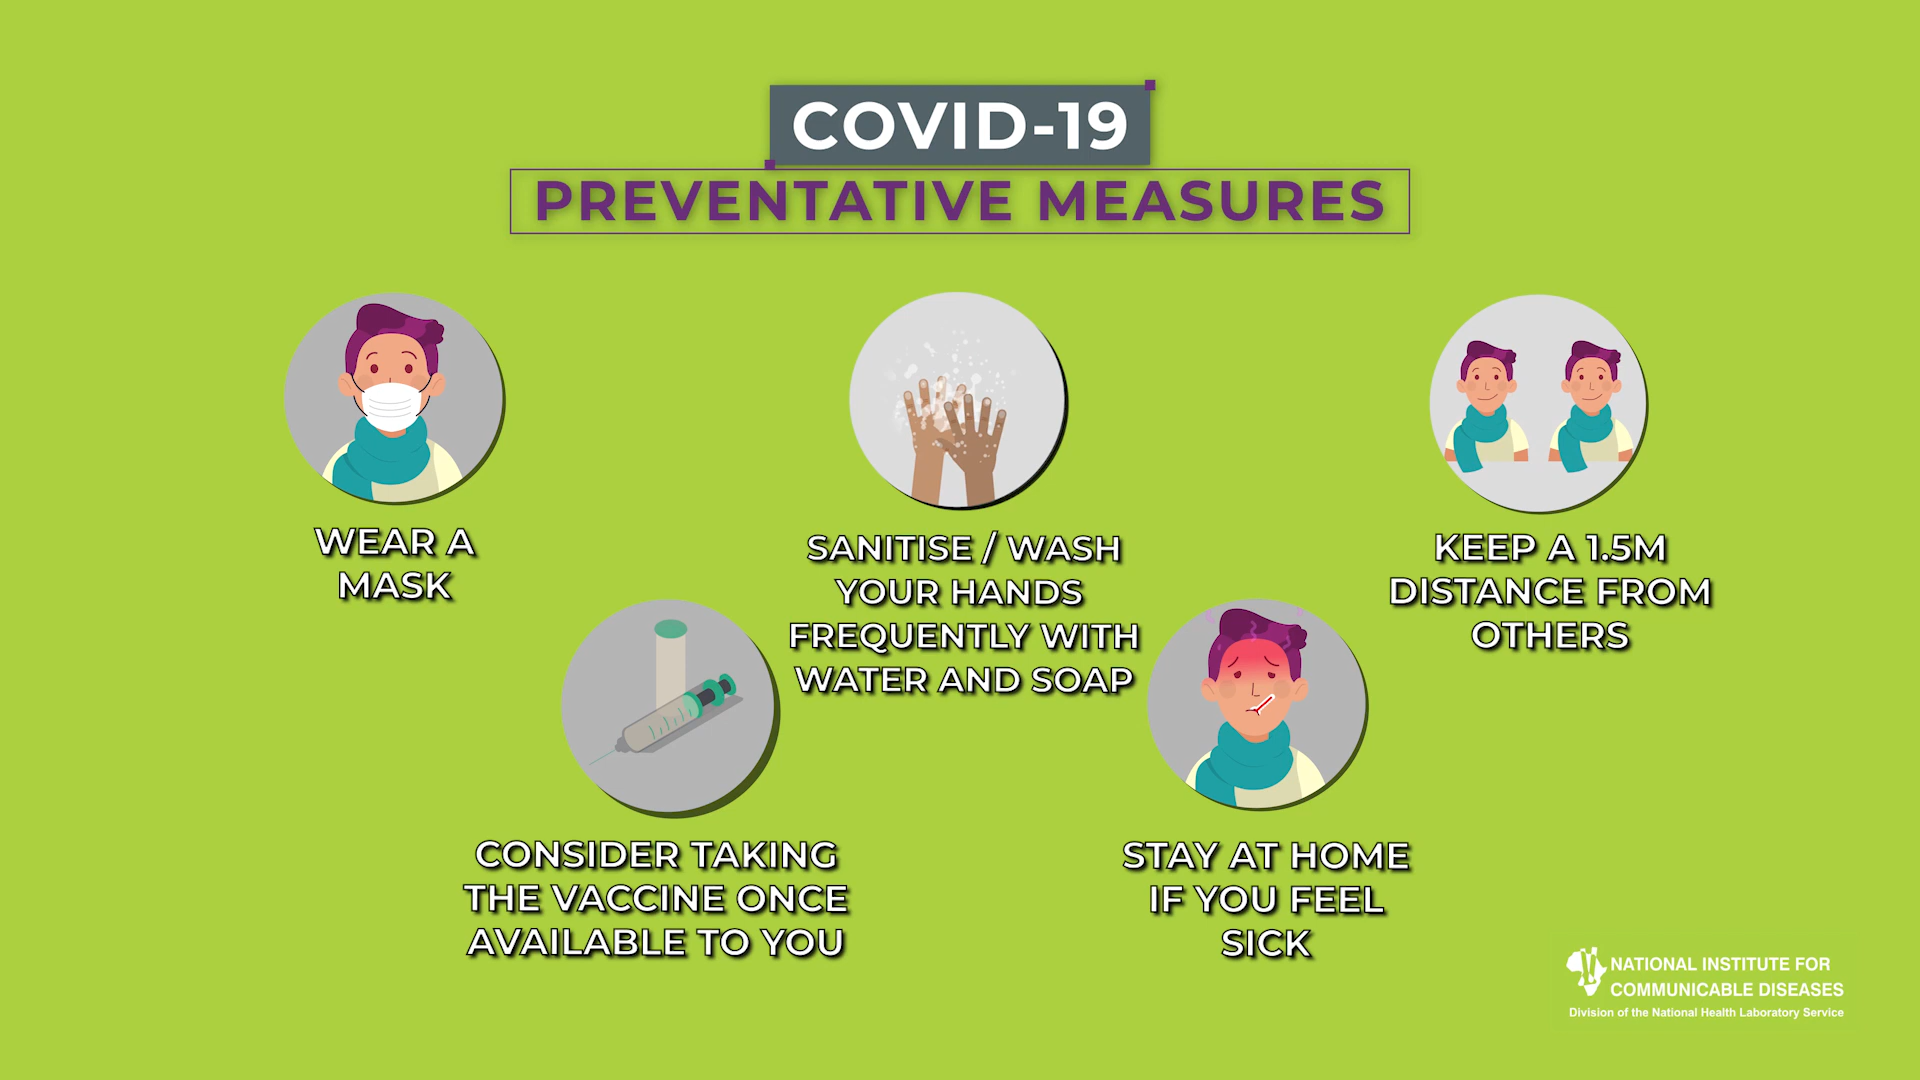 COVID-19
PREVENTATIVE MEASURES
WEAR A
MASK
SANITISE / WASH
YOUR HANDS
FREQUENTLY WITH
WATER AND SOAP
KEEP A 1.5M
DISTANCE FROM
OTHERS
CONSIDER TAKING
THE VACCINE ONCE
AVAILABLE TO YOU
STAY AT HOME
IF YOU FEEL
SICK
NATIONAL INSTITUTE FOR
COMMUNICABLE DISEASES
Division of the National Health Laboratory Service